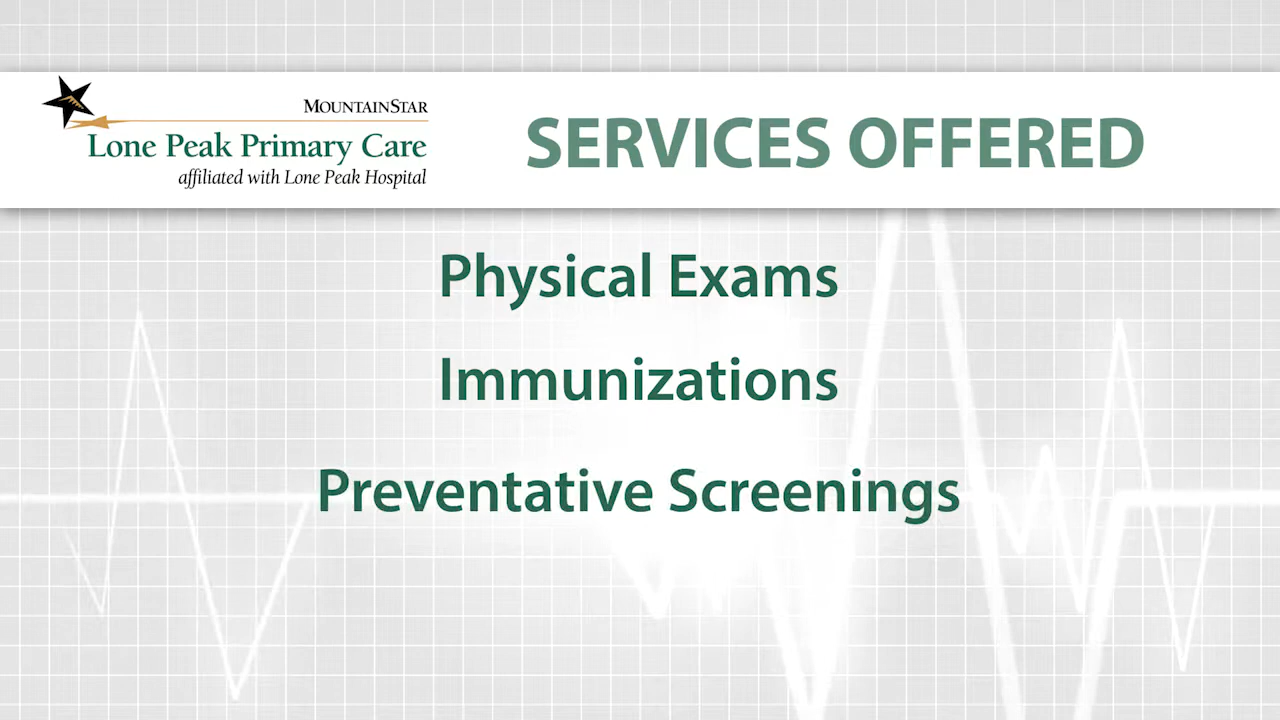 MOUNTAINSTAR
Lone Peak Primary Care
affiliated with Lone Peak Hospital
SERVICES OFFERED
Physical Exams
Immunizations
Preventative Screenings